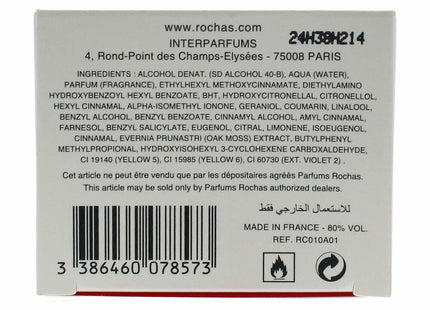 www.rochas.com
24H38H214
INTERPARFUMS
4, Rond-Point des Champs-Elysées - 75008 PARIS
INGREDIENTS : ALCOHOL DENAT. (SD ALCOHOL 40-B), AQUA (WATER),
PARFUM (FRAGRANCE), ETHYLHEXYL METHOXYCINNAMATE, DIETHYLAMINO
HYDROXYBENZOYL HEXYL BENZOATE, BHT, HYDROXYCITRONELLAL, CITRONELLOL,
HEXYL CINNAMAL, ALPHA-ISOMETHYL IONONE, GERANIOL, COUMARIN, LINALOOL,
BENZYL ALCOHOL, BENZYL BENZOATE, CINNAMYL ALCOHOL, AMYL CINNAMAL,
FARNESOL, BENZYL SALICYLATE, EUGENOL, CITRAL, LIMONENE, ISOEUGENOL,
CINNAMAL, EVERNIA PRUNASTRI (OAK MOSS) EXTRACT, BUTYLPHENYL
METHYLPROPIONAL, HYDROXYISOHEXYL 3-CYCLOHEXENE CARBOXALDEHYDE,
CI 19140 (YELLOW 5), CI 15985 (YELLOW 6), CI 60730 (EXT. VIOLET 2) .
Cet article ne peut être vendu que par les dépositaires agréés Parfums Rochas.
This article may be sold only by Parfums Rochas authorized dealers.
للاستعمال الخارجي فقط
MADE IN FRANCE - 80% VOL.
REF. RC010A01
3 386460 078573